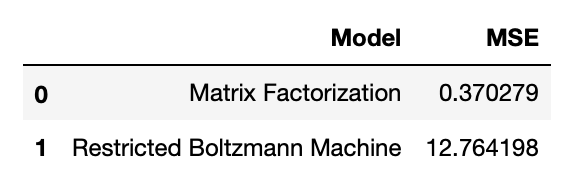 Model MSE
0 Matrix Factorization 0.370279
1 Restricted Boltzmann Machine 12.764198